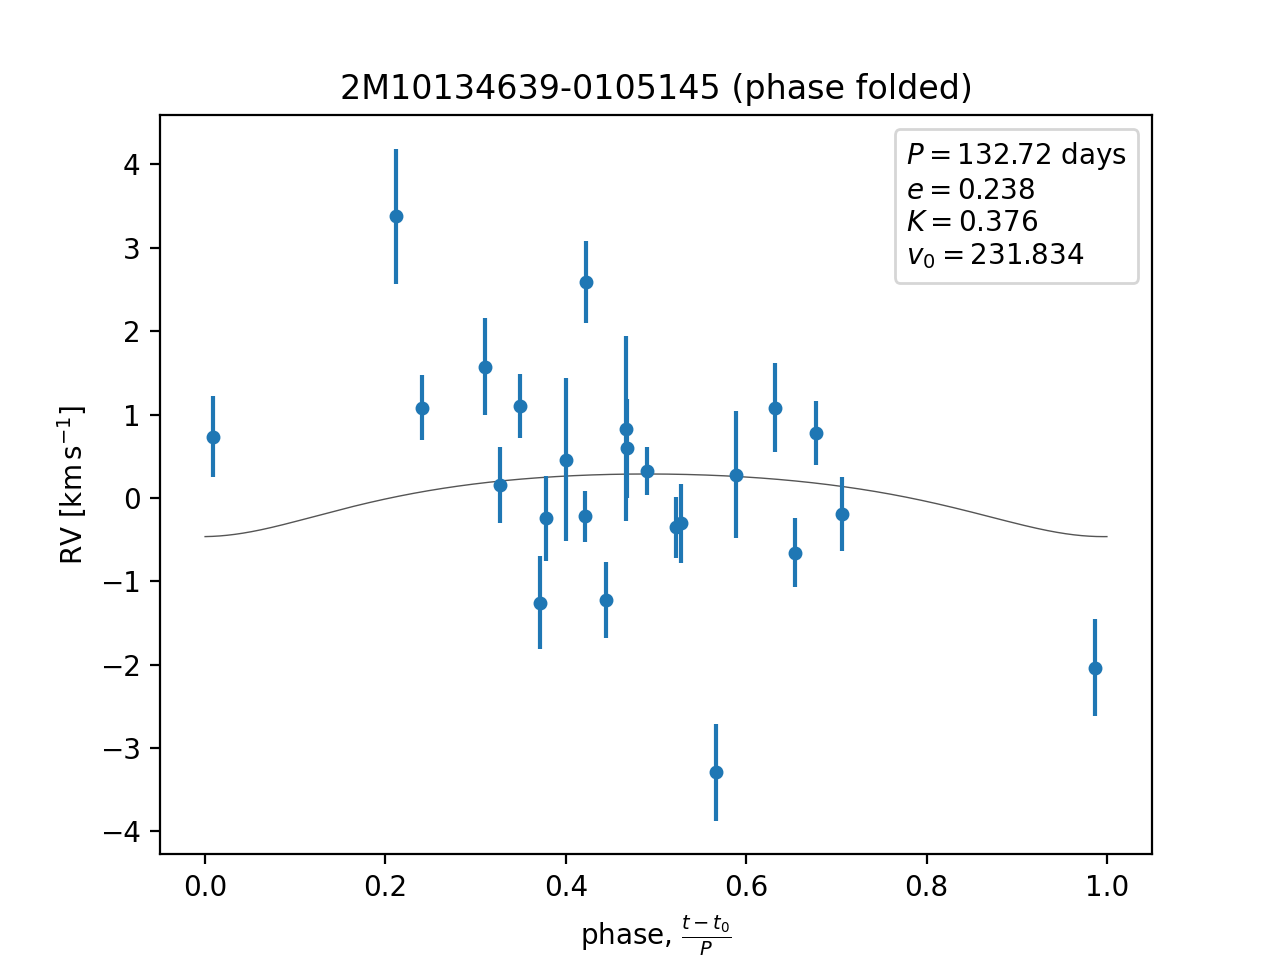 2M10134639-0105145 (phase folded)
P = 132.72 days
e = 0.238
K = 0.376
v₀ = 231.834
RV [km s⁻¹]
4
3
2
1
0
−1
−2
−3
−4
0.0 0.2 0.4 0.6 0.8 1.0
phase, (t − t₀)/P